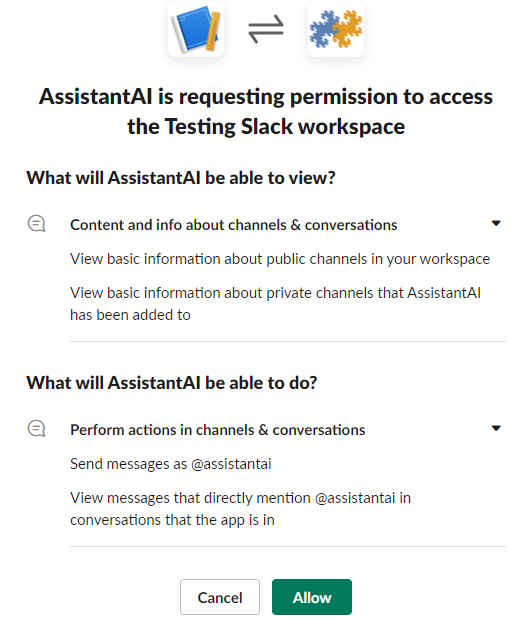 AssistantAI is requesting permission to access
the Testing Slack workspace
What will AssistantAI be able to view?
Content and info about channels & conversations
View basic information about public channels in your workspace
View basic information about private channels that AssistantAI
has been added to
What will AssistantAI be able to do?
Perform actions in channels & conversations
Send messages as @assistantai
View messages that directly mention @assistantai in
conversations that the app is in
Cancel
Allow